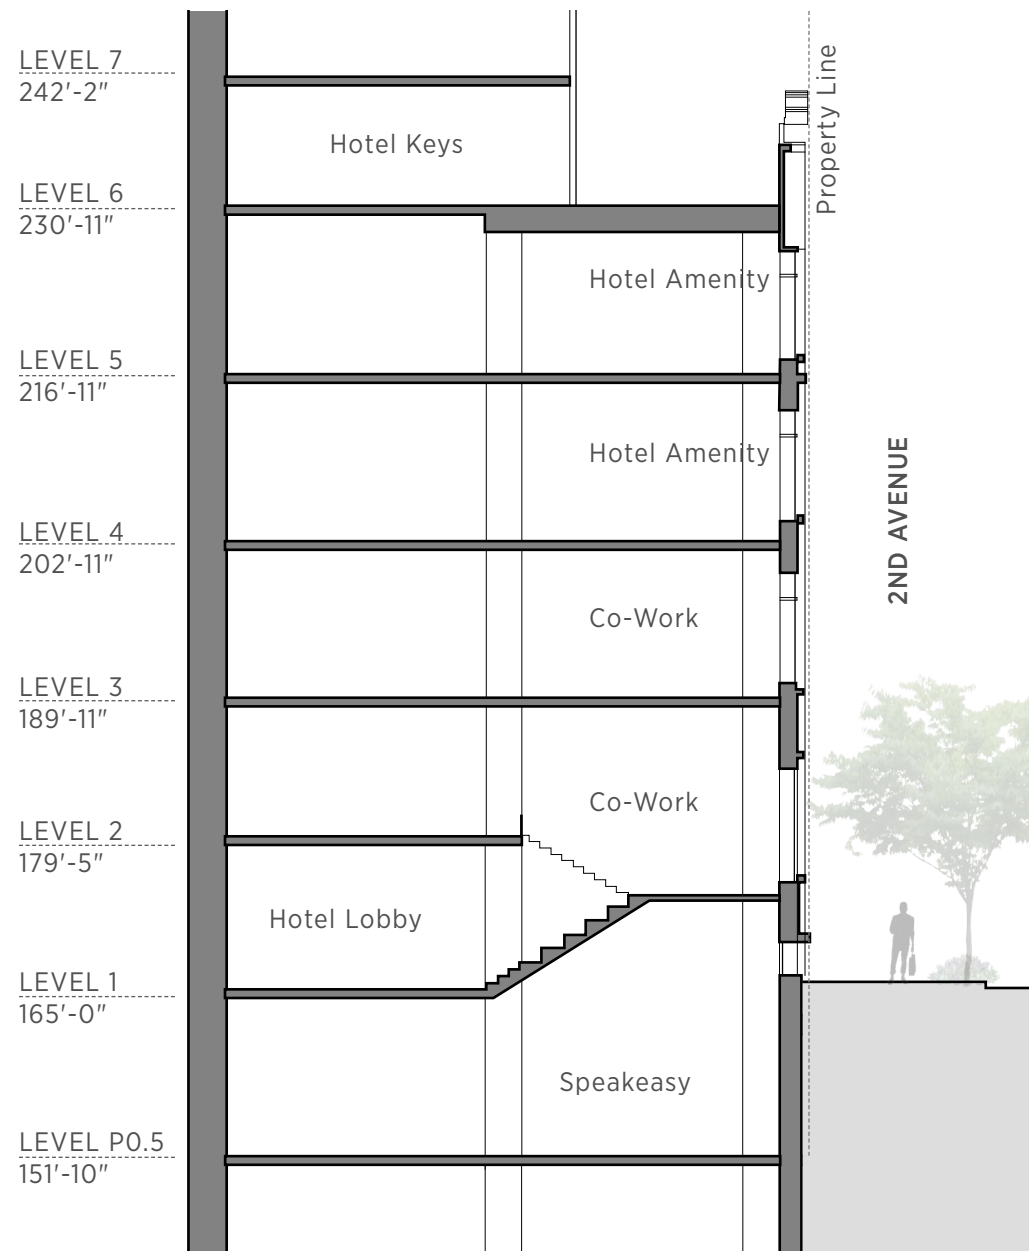 LEVEL 7
242'-2"
Hotel Keys
Property Line
LEVEL 6
230'-11"
Hotel Amenity
LEVEL 5
216'-11"
Hotel Amenity
2ND AVENUE
LEVEL 4
202'-11"
Co-Work
LEVEL 3
189'-11"
Co-Work
LEVEL 2
179'-5"
Hotel Lobby
LEVEL 1
165'-0"
Speakeasy
LEVEL P0.5
151'-10"